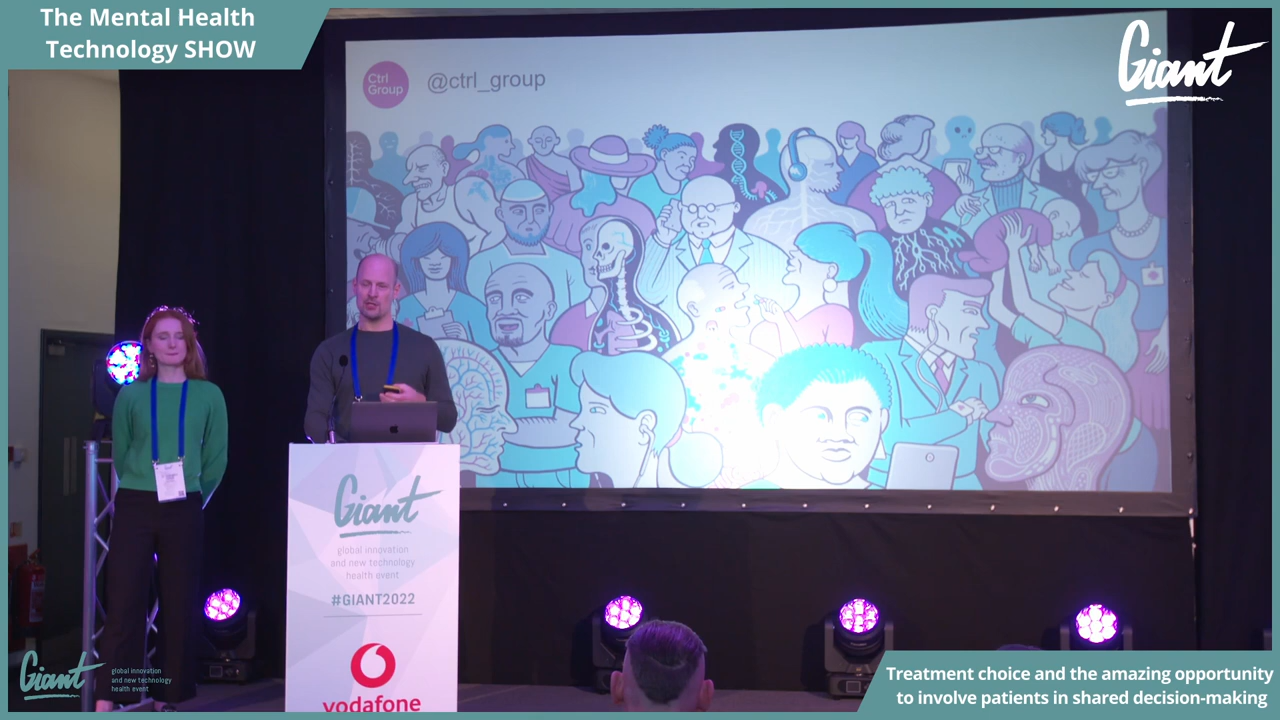 The Mental Health
Technology SHOW
Giant
Ctrl
Group
@ctrl_group
Giant
global innovation
and new technology
health event
#GIANT2022
vodafone
Giant
global innovation
and new technology
health event
Treatment choice and the amazing opportunity
to involve patients in shared decision-making